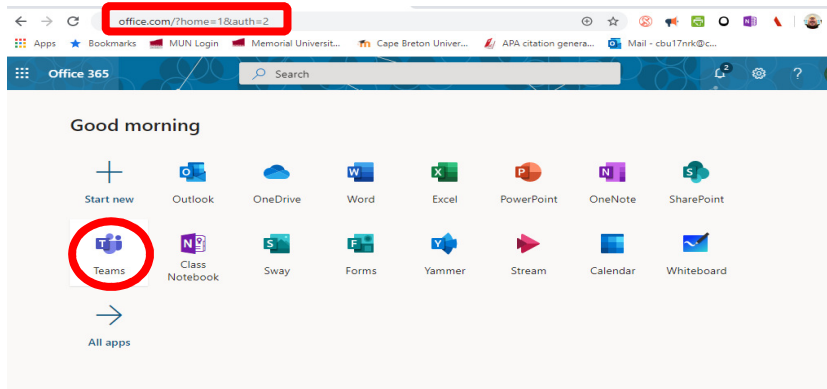 office.com/?home=1&auth=2
Apps Bookmarks MUN Login Memorial Universit... Cape Breton Univer... APA citation genera... Mail - cbu17nrk@c...
Office 365 Search 2 ?
Good morning
Start new Outlook OneDrive Word Excel PowerPoint OneNote SharePoint
Teams Class Notebook Sway Forms Yammer Stream Calendar Whiteboard
All apps